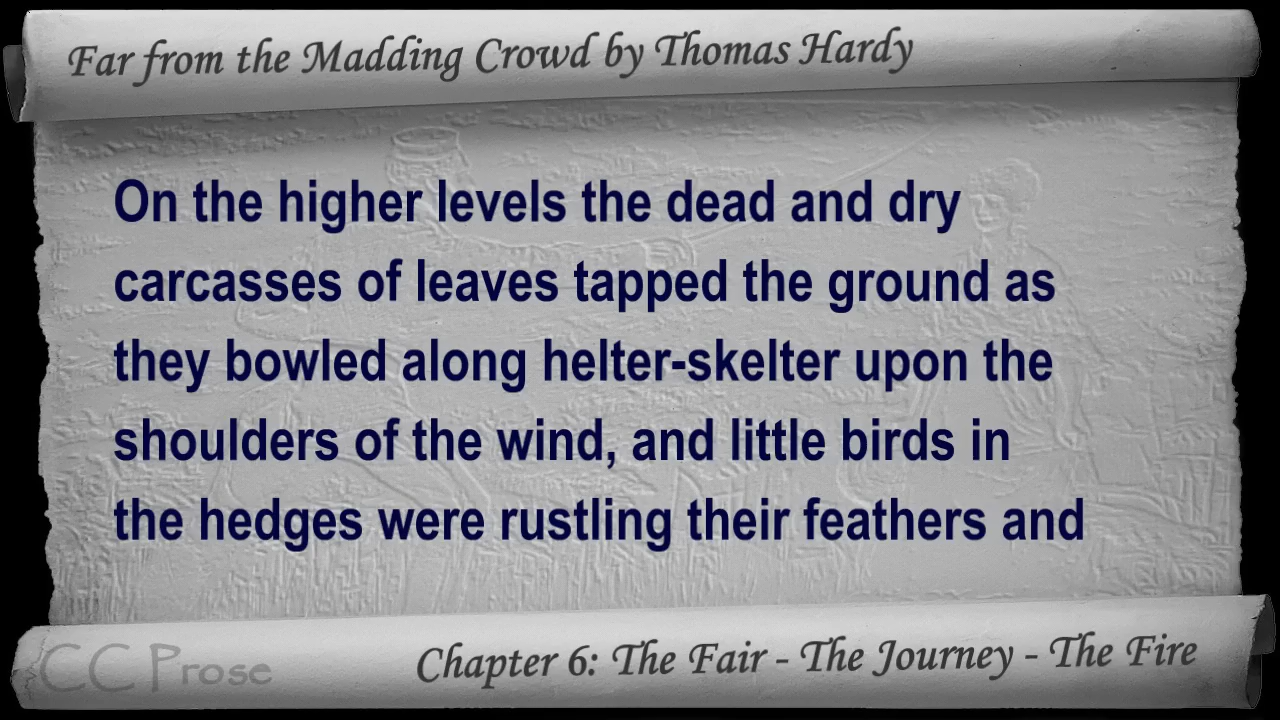 Far from the Madding Crowd by Thomas Hardy
On the higher levels the dead and dry
carcasses of leaves tapped the ground as
they bowled along helter-skelter upon the
shoulders of the wind, and little birds in
the hedges were rustling their feathers and
CC Prose
Chapter 6: The Fair - The Journey - The Fire